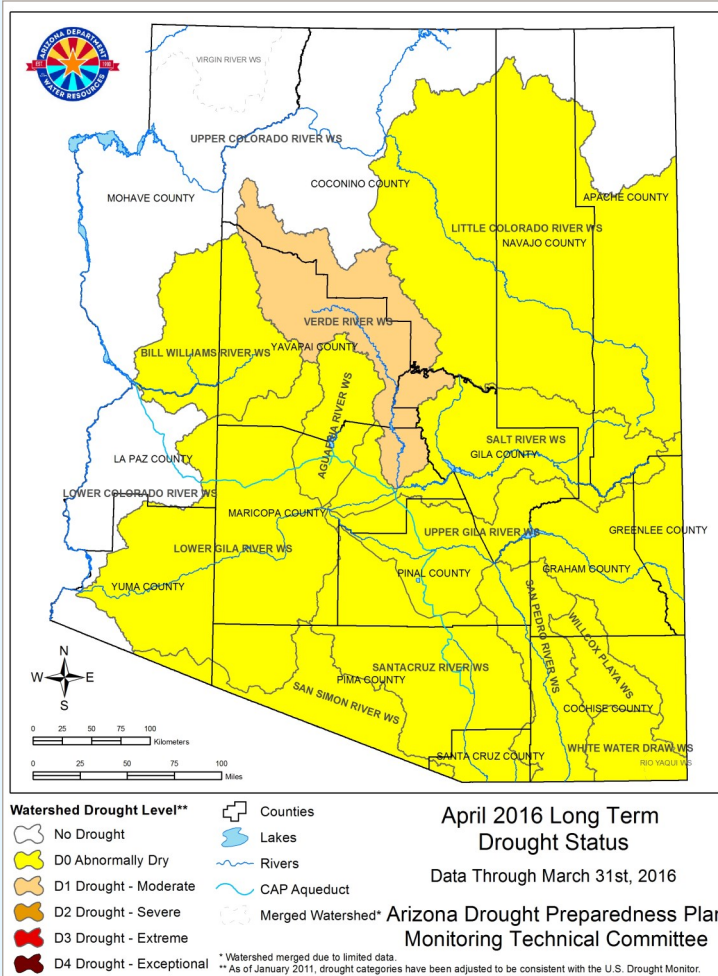 ARIZONA DEPARTMENT
of
WATER RESOURCES
EST.
1980
VIRGIN RIVER WS
UPPER COLORADO RIVER WS
COCONINO COUNTY
MOHAVE COUNTY
APACHE COUNTY
LITTLE COLORADO RIVER WS
NAVAJO COUNTY
VERDE RIVER WS
YAVAPAI COUNTY
BILL WILLIAMS RIVER WS
AGUA FRIA RIVER WS
SALT RIVER WS
GILA COUNTY
LA PAZ COUNTY
LOWER COLORADO RIVER WS
MARICOPA COUNTY
GREENLEE COUNTY
UPPER GILA RIVER WS
LOWER GILA RIVER WS
PINAL COUNTY
GRAHAM COUNTY
YUMA COUNTY
SAN PEDRO RIVER WS
WILLCOX PLAYA WS
SANTACRUZ RIVER WS
PIMA COUNTY
SAN SIMON RIVER WS
COCHISE COUNTY
SANTA CRUZ COUNTY
WHITE WATER DRAW WS
RIO YAQUI WS
N
W E
S
0 25 50 75 100
Kilometers
0 25 50 75 100
Miles
Watershed Drought Level**
No Drought
D0 Abnormally Dry
D1 Drought - Moderate
D2 Drought - Severe
D3 Drought - Extreme
D4 Drought - Exceptional
Counties
Lakes
Rivers
CAP Aqueduct
Merged Watershed*
April 2016 Long Term
Drought Status
Data Through March 31st, 2016
Arizona Drought Preparedness Plan
Monitoring Technical Committee
* Watershed merged due to limited data.
** As of January 2011, drought categories have been adjusted to be consistent with the U.S. Drought Monitor.